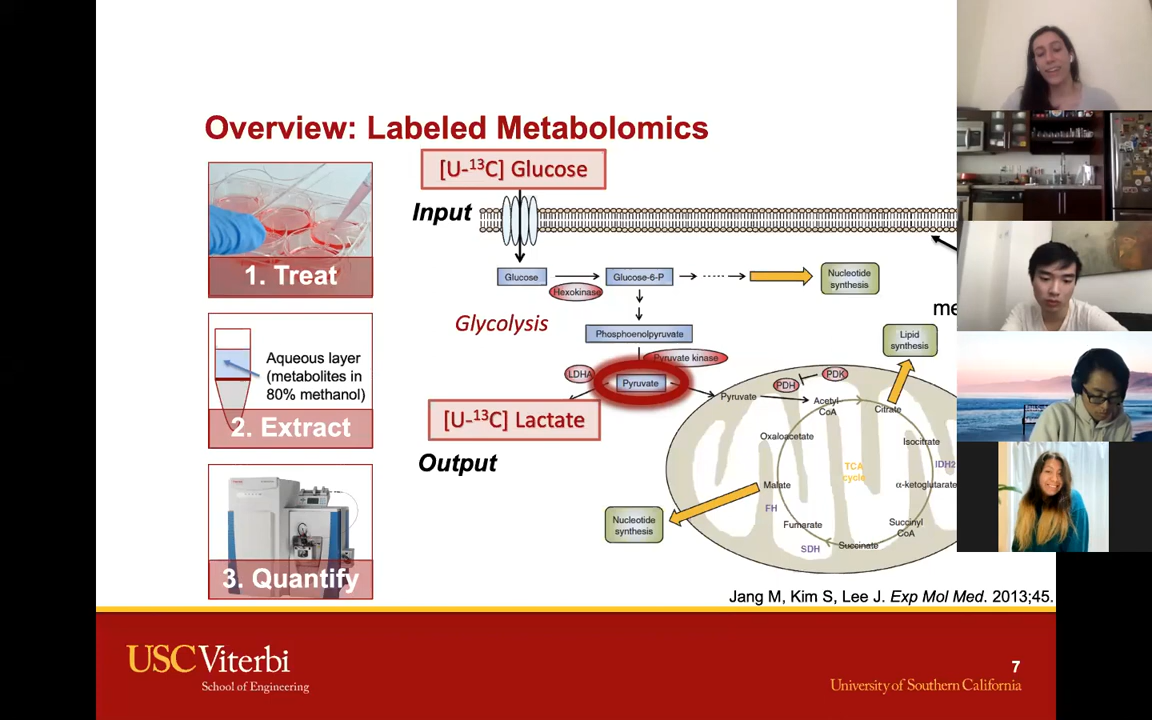 Overview: Labeled Metabolomics
1. Treat
Aqueous layer
(metabolites in
80% methanol)
2. Extract
3. Quantify
[U-¹³C] Glucose
Input
Glucose
Hexokinase
Glucose-6-P
Nucleotide
synthesis
Glycolysis
Phosphoenolpyruvate
Pyruvate kinase
LDHA
Pyruvate
[U-¹³C] Lactate
Output
Pyruvate
PDH
PDK
Acetyl
CoA
Citrate
Lipid
synthesis
me
Oxaloacetate
Isocitrate
IDH2
TCA
cycle
Malate
α-ketoglutarate
FH
Fumarate
Succinyl
CoA
SDH
Succinate
Nucleotide
synthesis
Jang M, Kim S, Lee J. Exp Mol Med. 2013;45.
USC Viterbi
School of Engineering
7
University of Southern California